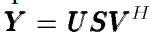 Y = USV^H